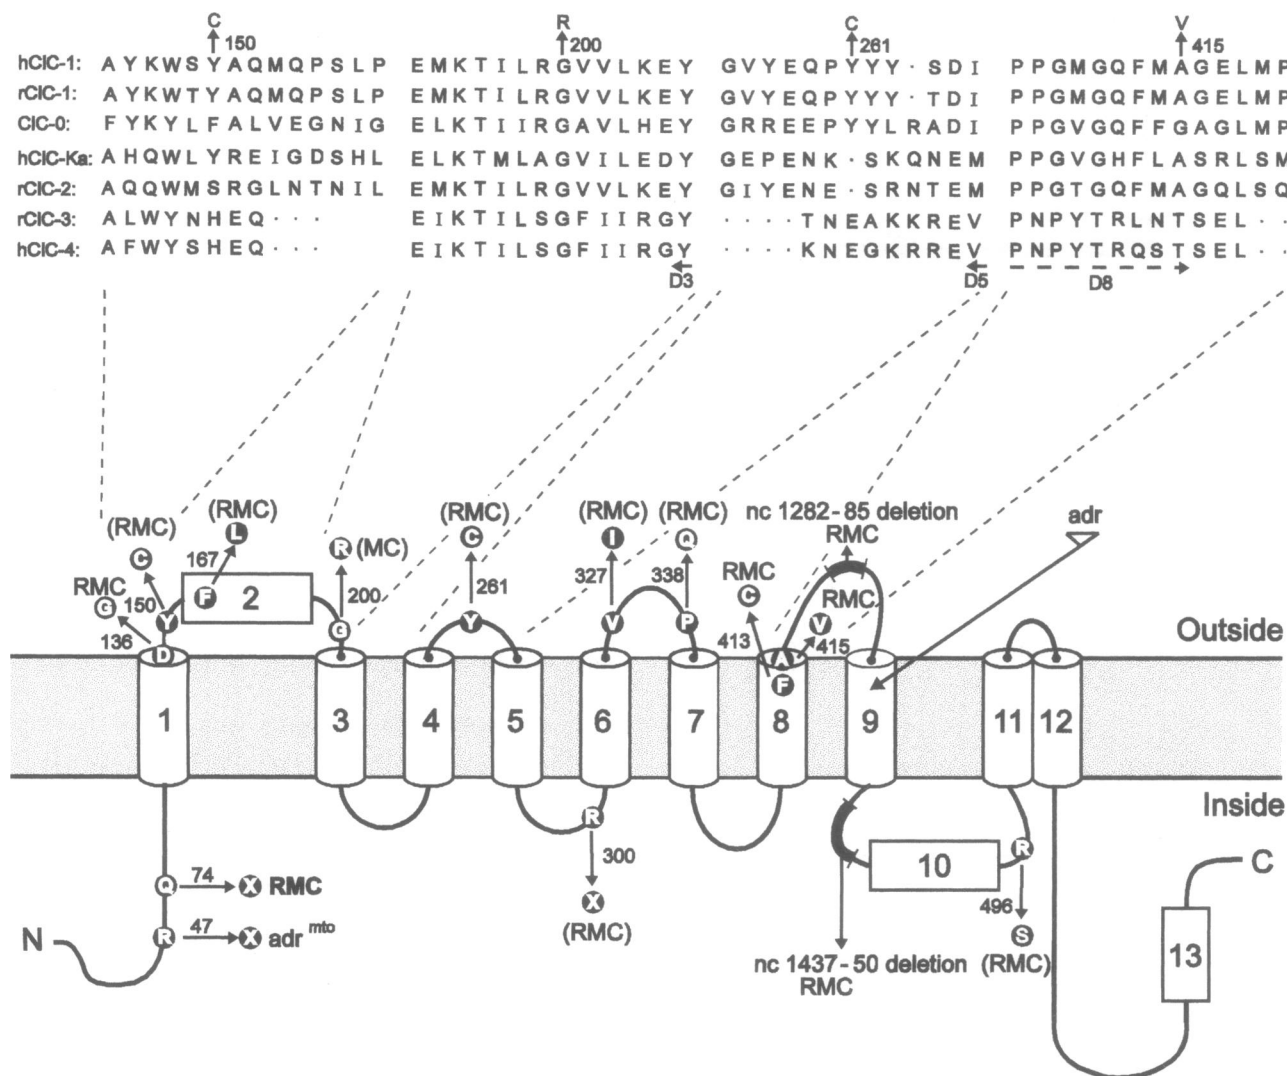 C R C V
150 200 261 415
hClC-1: A Y K W S Y A Q M Q P S L P E M K T I L R G V V L K E Y G V Y E Q P Y Y Y · S D I P P G M G Q F M A G E L M P
rClC-1: A Y K W T Y A Q M Q P S L P E M K T I L R G V V L K E Y G V Y E Q P Y Y Y · T D I P P G M G Q F M A G E L M P
ClC-0: F Y K Y L F A L V E G N I G E L K T I I R G A V L H E Y G R R E E P Y Y L R A D I P P G V G Q F F G A G L M P
hClC-Ka: A H Q W L Y R E I G D S H L E L K T M L A G V I L E D Y G E P E N K · S K Q N E M P P G V G H F L A S R L S M
rClC-2: A Q Q W M S R G L N T N I L E M K T I L R G V V L K E Y G I Y E N E · S R N T E M P P G T G Q F M A G Q L S Q
rClC-3: A L W Y N H E Q · · · E I K T I L S G F I I R G Y · · · · T N E A K K R E V P N P Y T R L N T S E L · ·
hClC-4: A F W Y S H E Q · · · E I K T I L S G F I I R G Y · · · · K N E G K R R E V P N P Y T R Q S T S E L · ·
D3 D5 D8
(RMC) (RMC) (RMC) (RMC) (RMC) nc 1282-85 deletion adr
C 167 L R (MC) C I Q RMC
RMC G 150 F 2 200 261 327 338 RMC C RMC V
136 Y G Y V P 413 415 Outside
D A F
1 3 4 5 6 7 8 9 11 12
Inside
R 300 X (RMC)
10 R 496 S (RMC)
C
Q 74 X RMC
N R 47 X adr mto
nc 1437-50 deletion
RMC
13